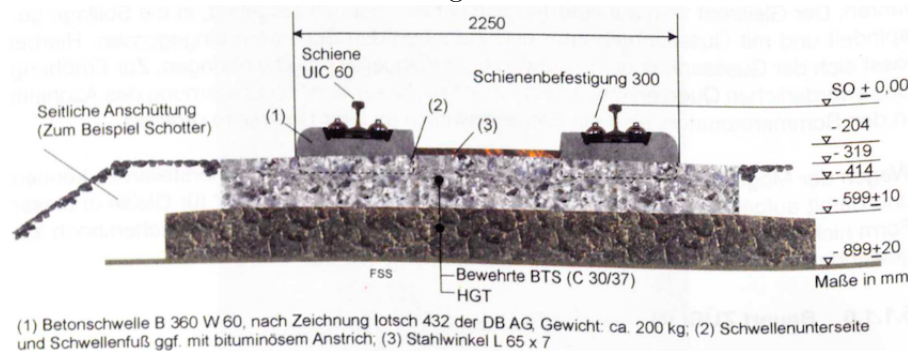 2250
Schiene
UIC 60
Schienenbefestigung 300
SO ± 0,00
Seitliche Anschüttung
(Zum Beispiel Schotter)
(1)
(2)
(3)
- 204
- 319
- 414
- 599±10
- 899±20
FSS
Bewehrte BTS (C 30/37)
HGT
Maße in mm
(1) Betonschwelle B 360 W 60, nach Zeichnung Iotsch 432 der DB AG, Gewicht: ca. 200 kg; (2) Schwellenunterseite
und Schwellenfuß ggf. mit bituminösem Anstrich; (3) Stahlwinkel L 65 x 7